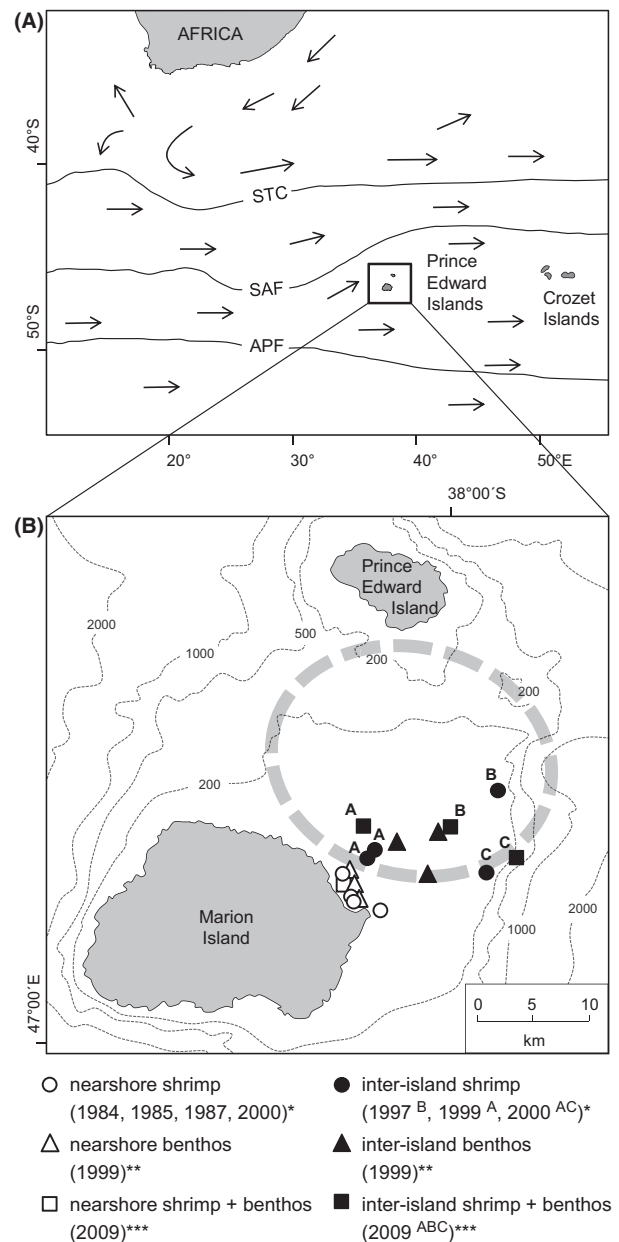 (A)
AFRICA
40°S
STC
SAF
Prince
Edward
Islands
Crozet
Islands
50°S
APF
20°
30°
40°
50°E
38°00´S
(B)
Prince
Edward
Island
2000
1000
500
200
200
200
B
A
B
A
A
C
C
Marion
Island
1000
2000
47°00´E
0 5 10
km
nearshore shrimp
(1984, 1985, 1987, 2000)*
nearshore benthos
(1999)**
nearshore shrimp + benthos
(2009)***
inter-island shrimp
(1997 B, 1999 A, 2000 AC)*
inter-island benthos
(1999)**
inter-island shrimp + benthos
(2009 ABC)***